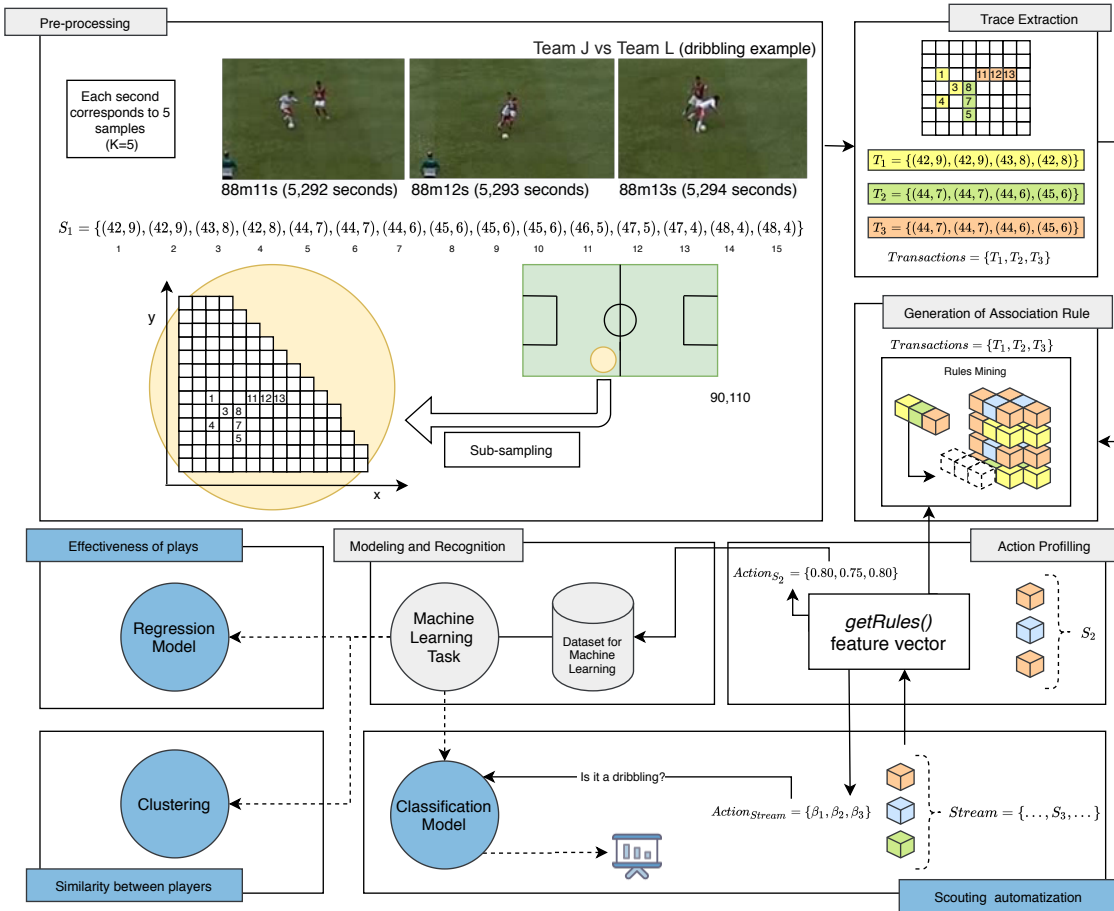 Pre-processing
Team J vs Team L (dribbling example)
Each second
corresponds to 5
samples
(K=5)
88m11s (5,292 seconds)
88m12s (5,293 seconds)
88m13s (5,294 seconds)
S₁ = {(42, 9), (42, 9), (43, 8), (42, 8), (44, 7), (44, 7), (44, 6), (45, 6), (45, 6), (45, 6), (46, 5), (47, 5), (47, 4), (48, 4), (48, 4)}
1 2 3 4 5 6 7 8 9 10 11 12 13 14 15
y
1 11 12 13
3 8
4 7
5
x
90,110
Sub-sampling
Trace Extraction
1 11 12 13
3 8
4 7
5
T₁ = {(42, 9), (42, 9), (43, 8), (42, 8)}
T₂ = {(44, 7), (44, 7), (44, 6), (45, 6)}
T₃ = {(44, 7), (44, 7), (44, 6), (45, 6)}
Transactions = {T₁, T₂, T₃}
Generation of Association Rule
Transactions = {T₁, T₂, T₃}
Rules Mining
Effectiveness of plays
Regression
Model
Modeling and Recognition
Machine
Learning
Task
Dataset for
Machine
Learning
Action Profilling
Action_{S₂} = {0.80, 0.75, 0.80}
getRules()
feature vector
S₂
Clustering
Similarity between players
Classification
Model
Is it a dribbling?
Action_{Stream} = {β₁, β₂, β₃}
Stream = {..., S₃, ...}
Scouting automatization